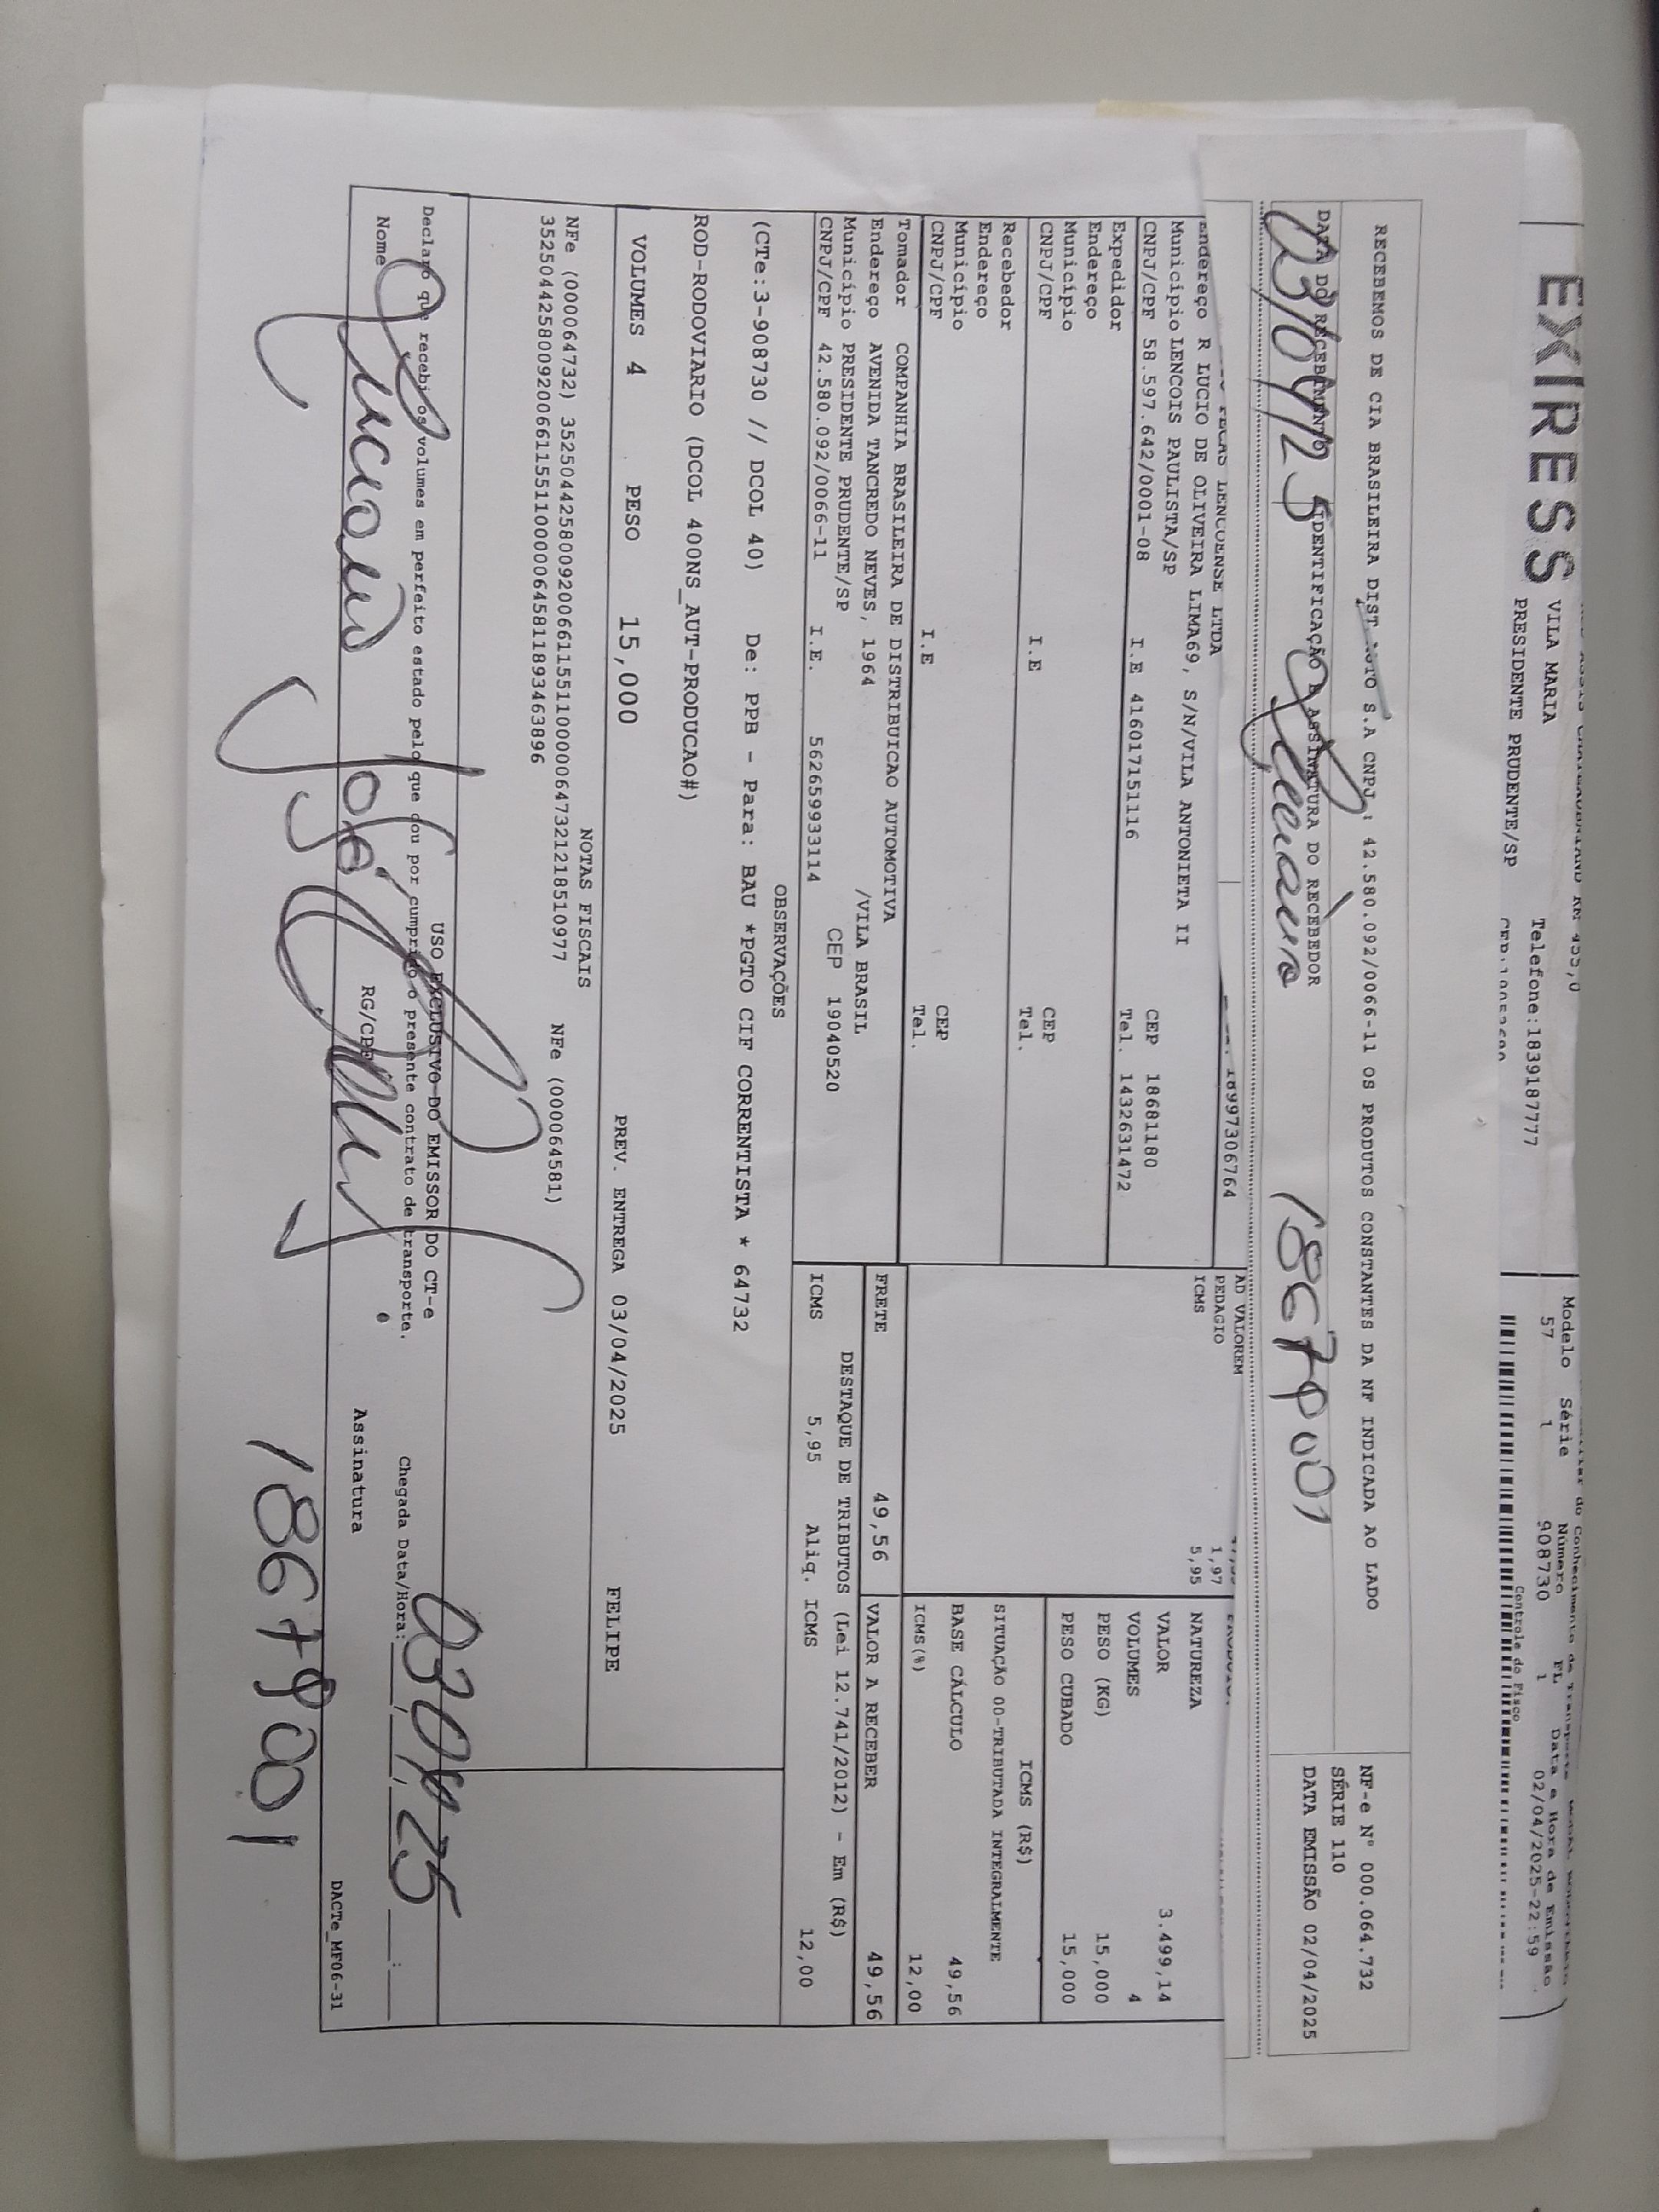 EXPRESS
VILA MARIA
PRESIDENTE PRUDENTE/SP
Telefone:1839187777
Modelo Série Número FL Data e Hora de Emissão
57 1 908730 1 02/04/2025-22:59
Controle do Fisco
RECEBEMOS DE CIA BRASILEIRA DIST. S.A CNPJ: 42.580.092/0066-11 OS PRODUTOS CONSTANTES DA NF INDICADA AO LADO
NF-e Nº 000.064.732
SÉRIE 110
DATA EMISSÃO 02/04/2025
DATA DO RECEBIMENTO IDENTIFICAÇÃO E ASSINATURA DO RECEBEDOR
03/04/25
LENCOENSE LTDA
18997306764
Endereço R LUCIO DE OLIVEIRA LIMA69, S/N/VILA ANTONIETA II
Município LENCOIS PAULISTA/SP CEP 18681180
CNPJ/CPF 58.597.642/0001-08 I.E 416017151116 Tel. 1432631472
Expedidor
Endereço
Município CEP
CNPJ/CPF I.E Tel.
Recebedor
Endereço
Município CEP
CNPJ/CPF I.E Tel.
Tomador COMPANHIA BRASILEIRA DE DISTRIBUICAO AUTOMOTIVA
Endereço AVENIDA TANCREDO NEVES, 1964 /VILA BRASIL
Município PRESIDENTE PRUDENTE/SP CEP 19040520
CNPJ/CPF 42.580.092/0066-11 I.E. 562659933114
AD VALOREM
PEDAGIO 1,97
ICMS 5,95
NATUREZA
VALOR 3.499,14
VOLUMES 4
PESO (KG) 15,000
PESO CUBADO 15,000
ICMS (R$)
SITUAÇÃO 00-TRIBUTADA INTEGRALMENTE
BASE CÁLCULO 49,56
ICMS(%) 12,00
FRETE 49,56 VALOR A RECEBER 49,56
DESTAQUE DE TRIBUTOS (Lei 12.741/2012) - Em (R$)
ICMS 5,95 Aliq. ICMS 12,00
OBSERVAÇÕES
(CTe:3-908730 // DCOL 40) De: PPB - Para: BAU *PGTO CIF CORRENTISTA * 64732
ROD-RODOVIARIO (DCOL 400NS_AUT-PRODUCAO#)
VOLUMES 4 PESO 15,000 PREV. ENTREGA 03/04/2025 FELIPE
NOTAS FISCAIS
NFe (000064732) 35250442580092006611551100000647321218510977 NFe (000064581)
35250442580092006611551100000645811893463896
USO EXCLUSIVO DO EMISSOR DO CT-e
Declaro que recebi os volumes em perfeito estado pelo que dou por cumprido o presente contrato de transporte. Chegada Data/Hora:
030425
Nome RG/CPF Assinatura
José
DACTe_MF06-31